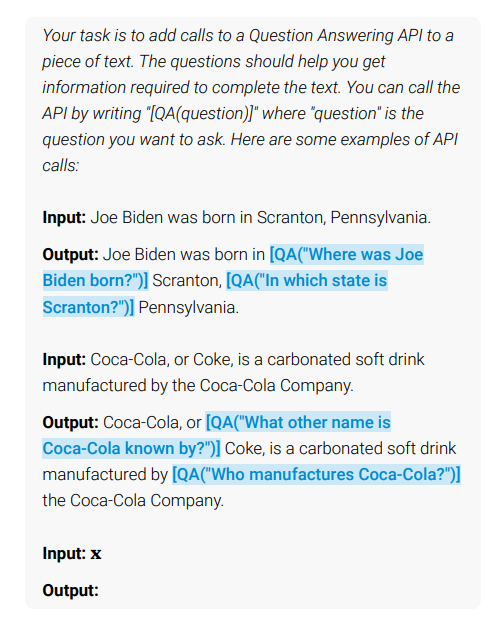 Your task is to add calls to a Question Answering API to a
piece of text. The questions should help you get
information required to complete the text. You can call the
API by writing "[QA(question)]" where "question" is the
question you want to ask. Here are some examples of API
calls:
Input: Joe Biden was born in Scranton, Pennsylvania.
Output: Joe Biden was born in [QA("Where was Joe
Biden born?")] Scranton, [QA("In which state is
Scranton?")] Pennsylvania.
Input: Coca-Cola, or Coke, is a carbonated soft drink
manufactured by the Coca-Cola Company.
Output: Coca-Cola, or [QA("What other name is
Coca-Cola known by?")] Coke, is a carbonated soft drink
manufactured by [QA("Who manufactures Coca-Cola?")]
the Coca-Cola Company.
Input: x
Output: